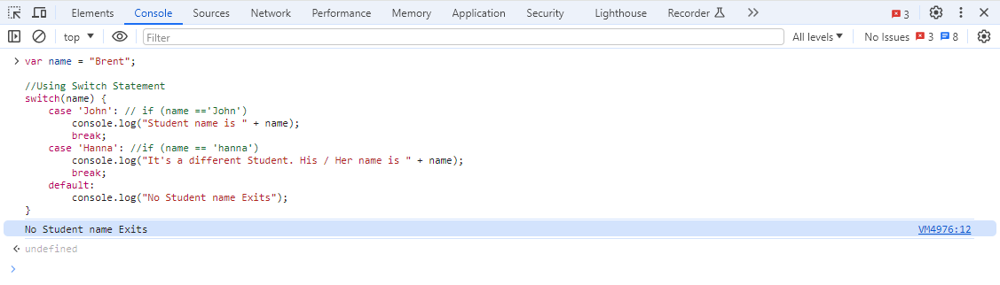 Elements Console Sources Network Performance Memory Application Security Lighthouse Recorder 3
top Filter All levels No Issues 3 8
var name = "Brent";
//Using Switch Statement
switch(name) {
case 'John': // if (name =='John')
console.log("Student name is " + name);
break;
case 'Hanna': //if (name == 'hanna')
console.log("It's a different Student. His / Her name is " + name);
break;
default:
console.log("No Student name Exits");
}
No Student name Exits VM4976:12
undefined